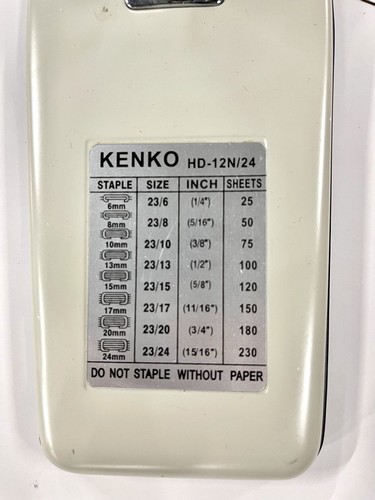 KENKO HD-12N/24
STAPLE SIZE INCH SHEETS
6mm 23/6 (1/4") 25
8mm 23/8 (5/16") 50
10mm 23/10 (3/8") 75
13mm 23/13 (1/2") 100
15mm 23/15 (5/8") 120
17mm 23/17 (11/16") 150
20mm 23/20 (3/4") 180
24mm 23/24 (15/16") 230
DO NOT STAPLE WITHOUT PAPER